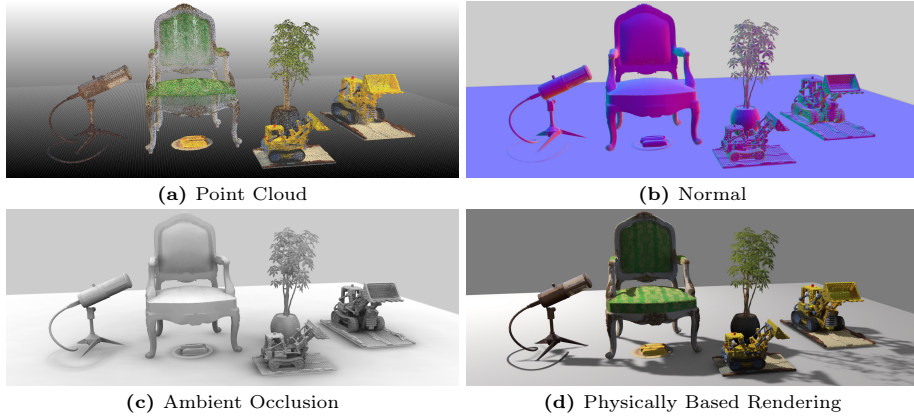 (a) Point Cloud
(b) Normal
(c) Ambient Occlusion
(d) Physically Based Rendering